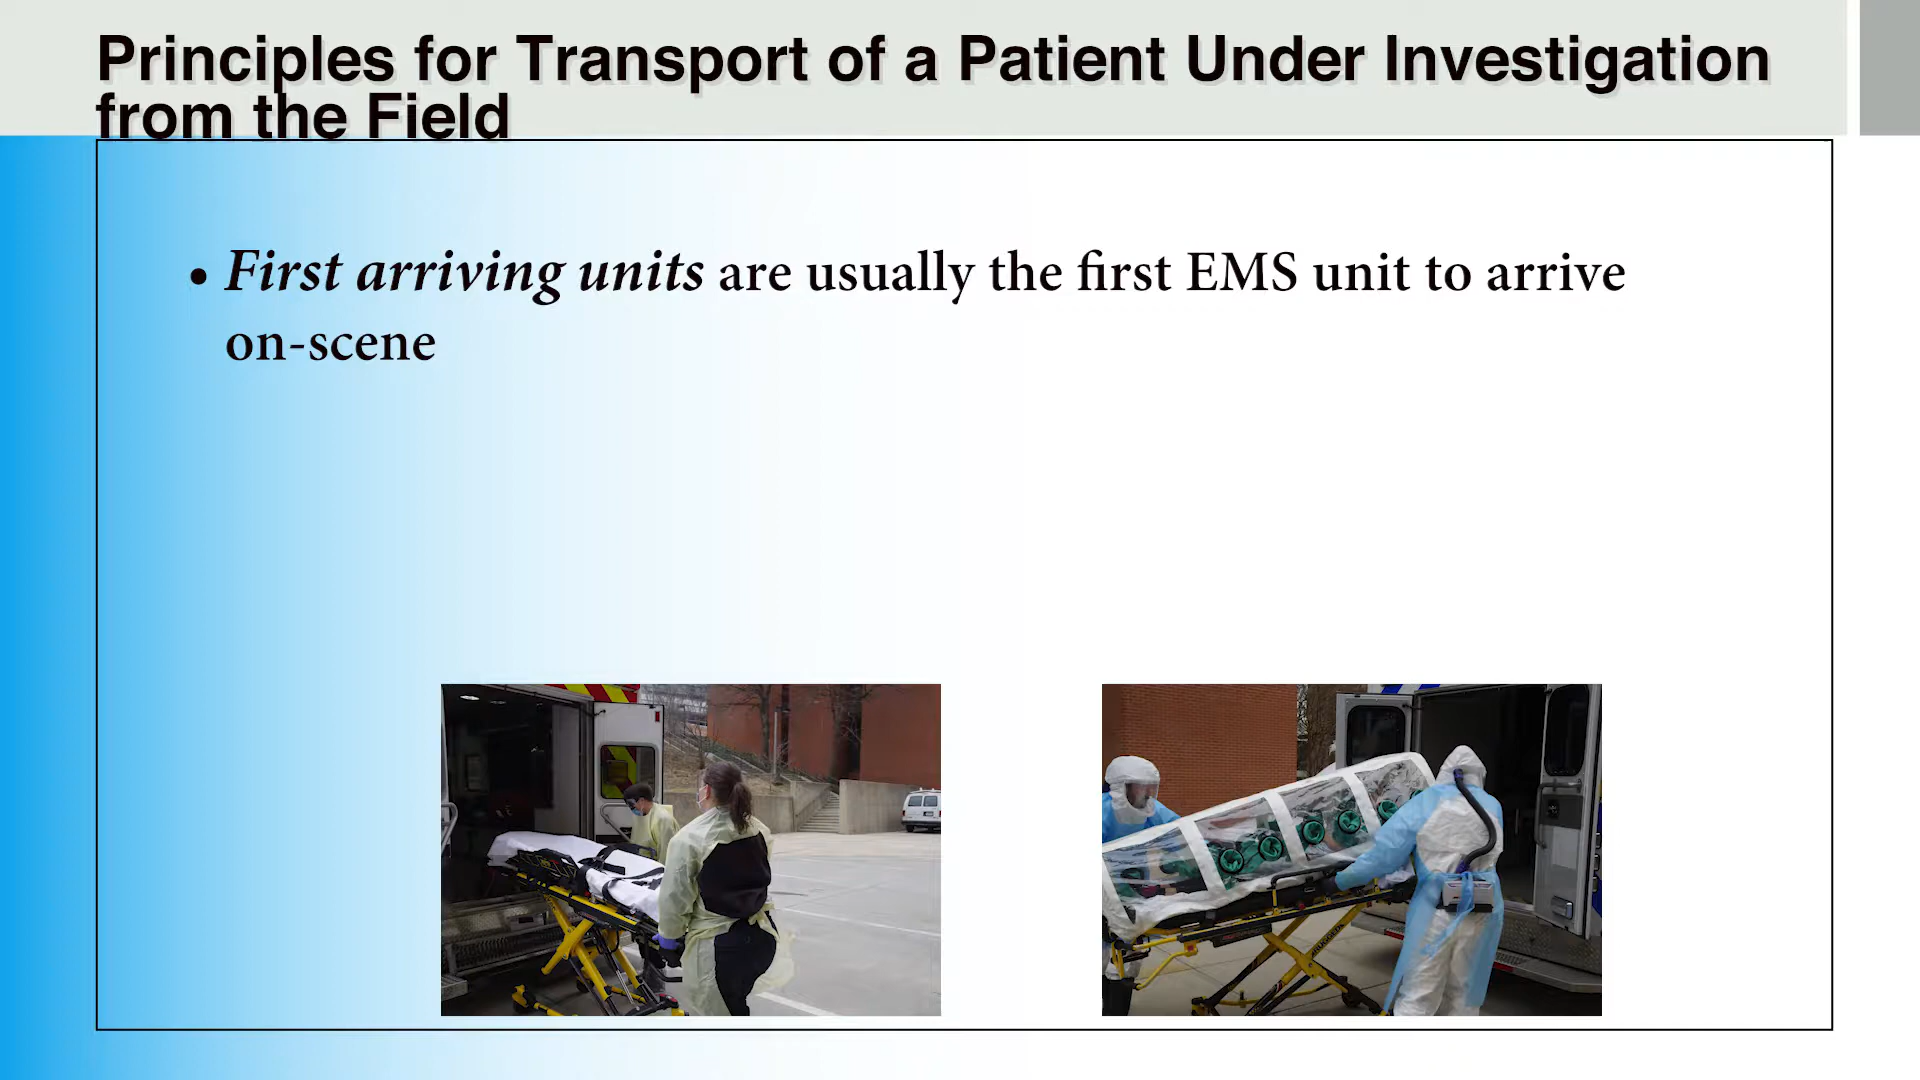 Principles for Transport of a Patient Under Investigation
from the Field
• First arriving units are usually the first EMS unit to arrive
on-scene